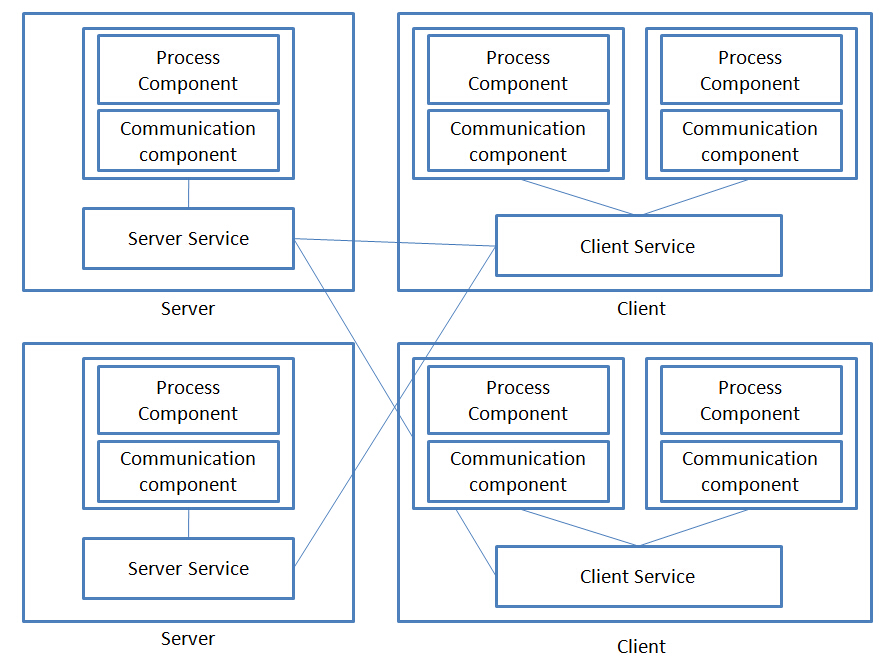 Process
Component
Communication
component
Server Service
Server
Process
Component
Communication
component
Process
Component
Communication
component
Client Service
Client
Process
Component
Communication
component
Server Service
Server
Process
Component
Communication
component
Process
Component
Communication
component
Client Service
Client